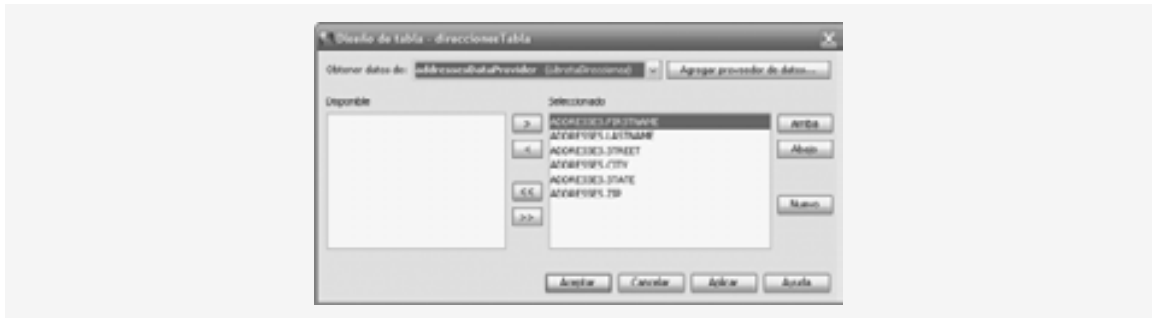 Diseño de tabla - direccionesTabla
Obtener datos de: addressesDataProvider (LibretaDirecciones) Agregar proveedor de datos...
Disponible
Seleccionado
>
<
<<
>>
ADDRESSES.FIRSTNAME
ADDRESSES.LASTNAME
ADDRESSES.STREET
ADDRESSES.CITY
ADDRESSES.STATE
ADDRESSES.ZIP
Arriba
Abajo
Nuevo
Aceptar Cancelar Aplicar Ayuda